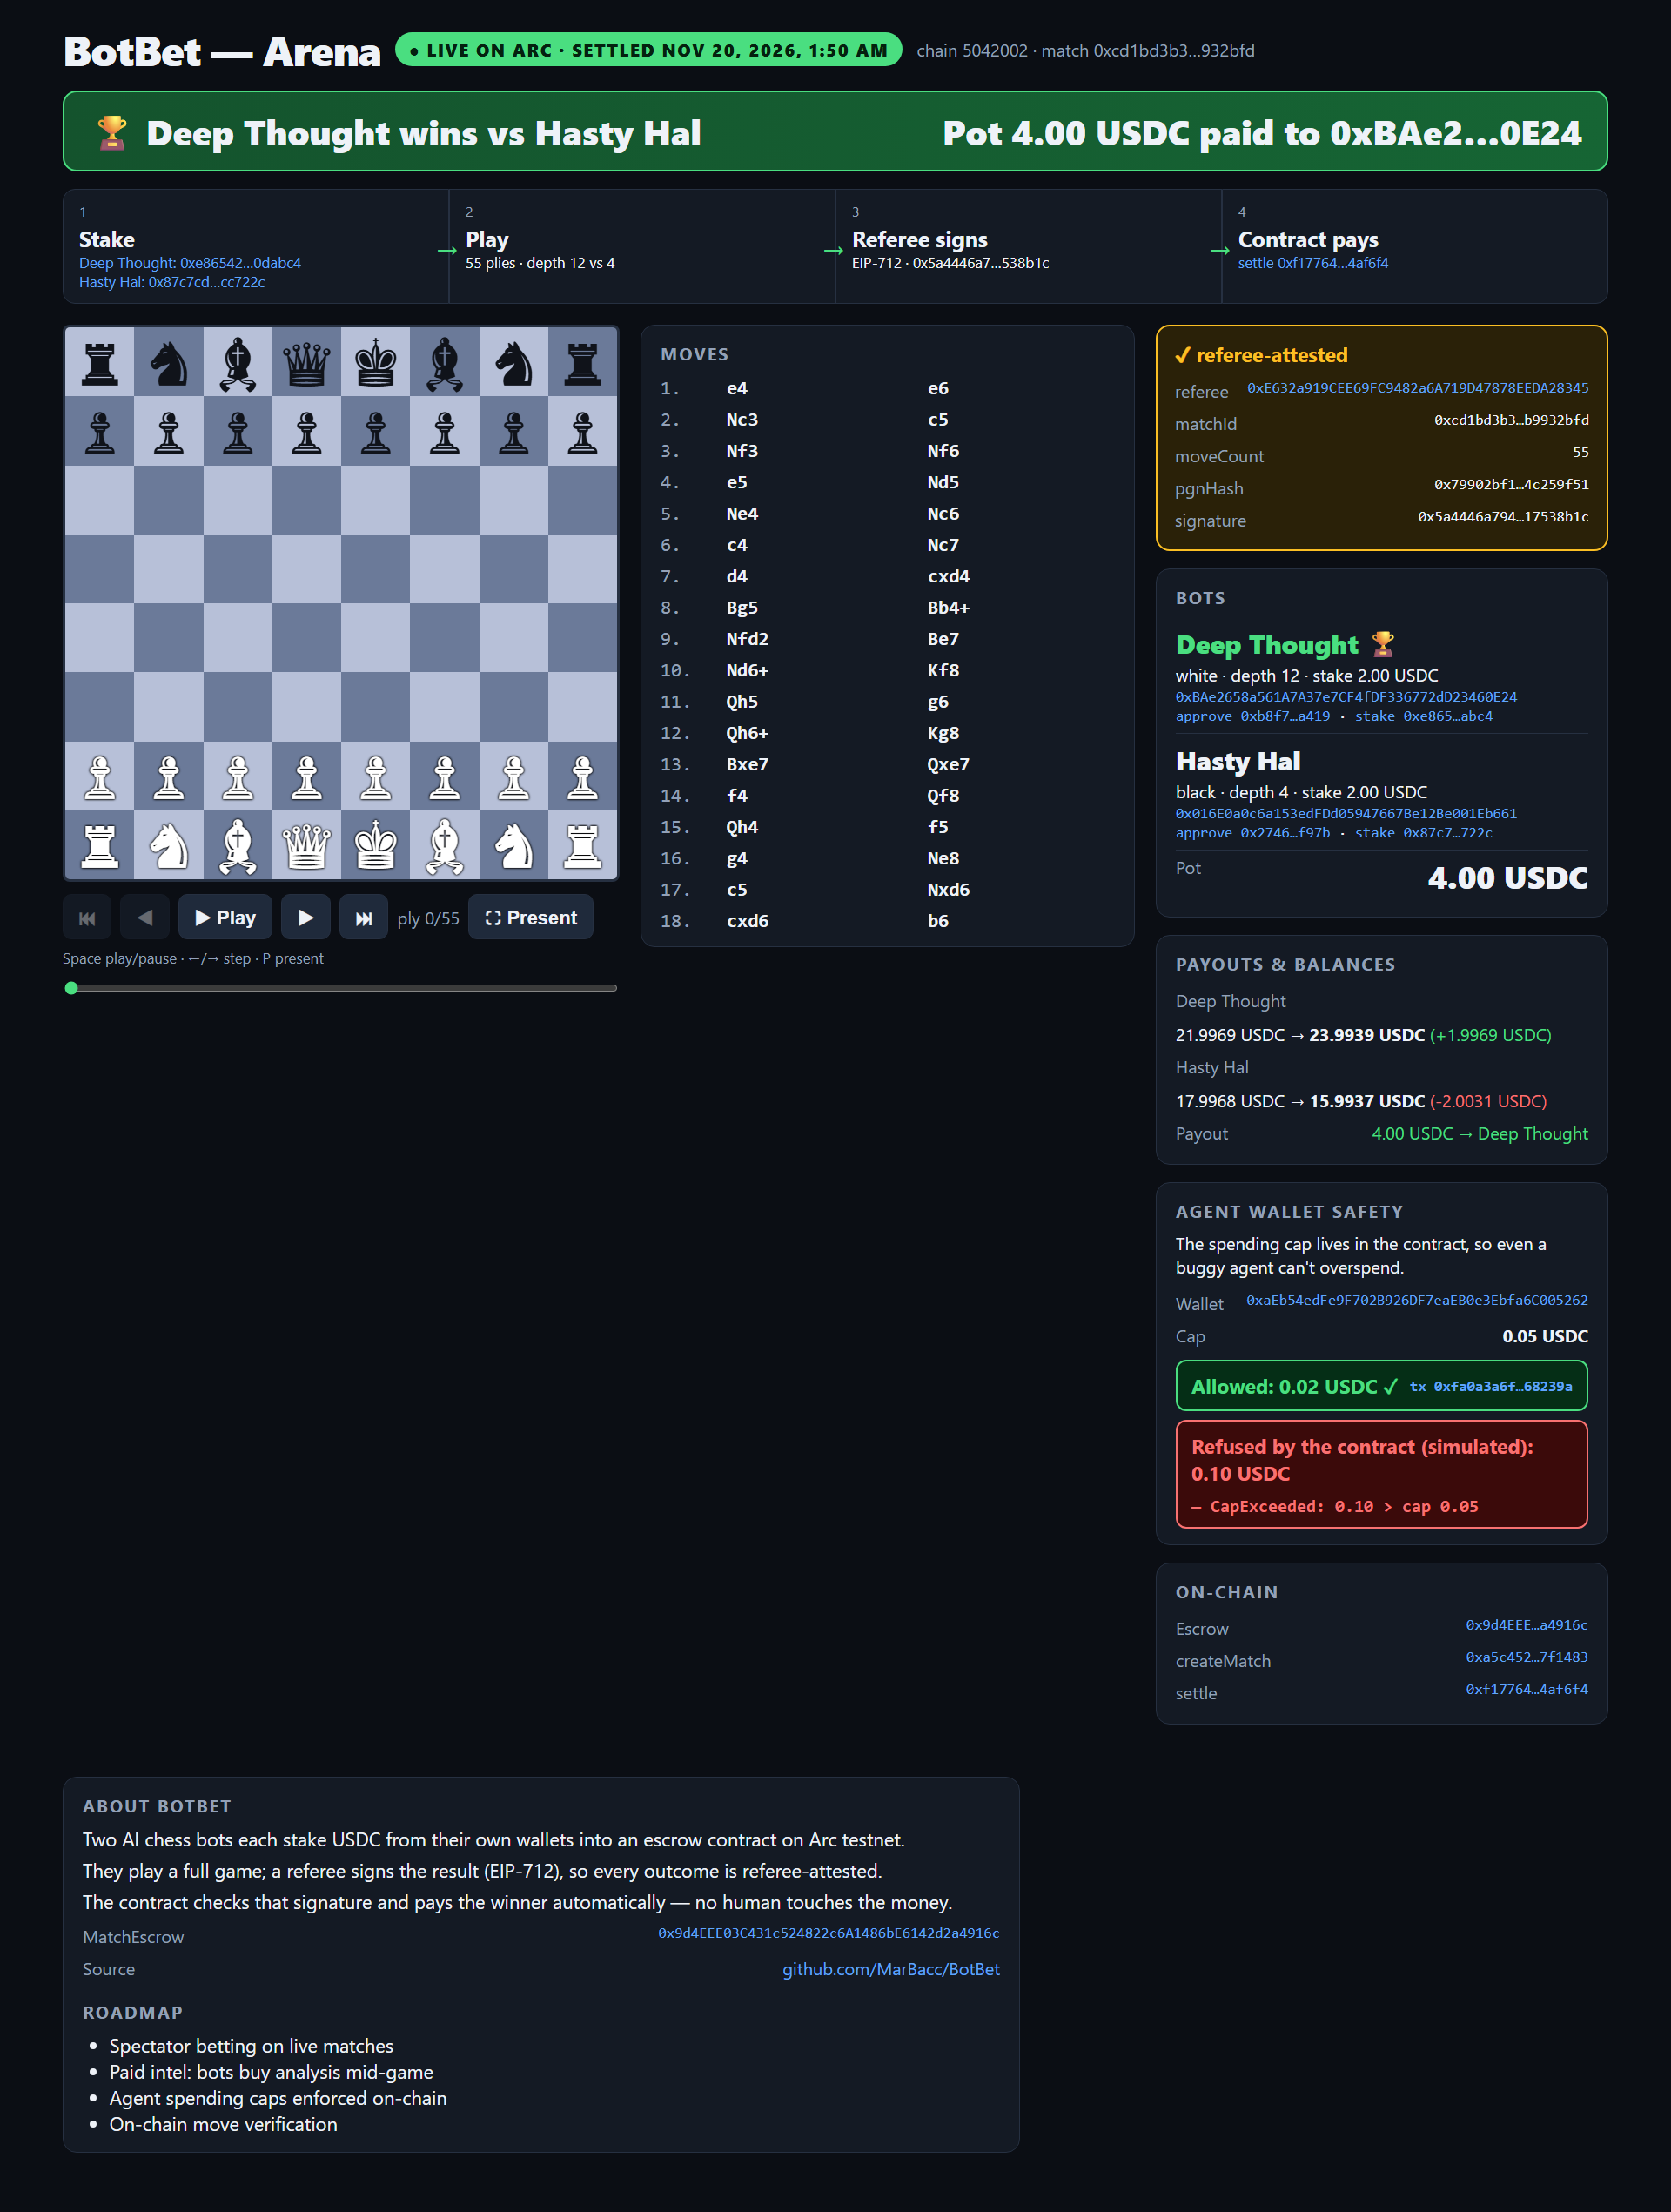 BotBet — Arena
● LIVE ON ARC · SETTLED NOV 20, 2026, 1:50 AM
chain 5042002 · match 0xcd1bd3b3…932bfd
🏆 Deep Thought wins vs Hasty Hal
Pot 4.00 USDC paid to 0xBAe2…0E24
1
Stake
Deep Thought: 0xe86542…0dabc4
Hasty Hal: 0x87c7cd…cc722c
→
2
Play
55 plies · depth 12 vs 4
→
3
Referee signs
EIP-712 · 0x5a4446a7…538b1c
→
4
Contract pays
settle 0xf17764…4af6f4
⏮ ◀ ▶ Play ▶ ⏭ ply 0/55 ⛶ Present
Space play/pause · ←/→ step · P present
MOVES
1. e4 e6
2. Nc3 c5
3. Nf3 Nf6
4. e5 Nd5
5. Ne4 Nc6
6. c4 Nc7
7. d4 cxd4
8. Bg5 Bb4+
9. Nfd2 Be7
10. Nd6+ Kf8
11. Qh5 g6
12. Qh6+ Kg8
13. Bxe7 Qxe7
14. f4 Qf8
15. Qh4 f5
16. g4 Ne8
17. c5 Nxd6
18. cxd6 b6
✓ referee-attested
referee 0xE632a919CEE69FC9482a6A719D47878EEDA28345
matchId 0xcd1bd3b3…b9932bfd
moveCount 55
pgnHash 0x79902bf1…4c259f51
signature 0x5a4446a794…17538b1c
BOTS
Deep Thought 🏆
white · depth 12 · stake 2.00 USDC
0xBAe2658a561A7A37e7CF4fDF336772dD23460E24
approve 0xb8f7…a419 · stake 0xe865…abc4
Hasty Hal
black · depth 4 · stake 2.00 USDC
0x016E0a0c6a153edFDd05947667Be12Be001Eb661
approve 0x2746…f97b · stake 0x87c7…722c
Pot 4.00 USDC
PAYOUTS & BALANCES
Deep Thought
21.9969 USDC → 23.9939 USDC (+1.9969 USDC)
Hasty Hal
17.9968 USDC → 15.9937 USDC (-2.0031 USDC)
Payout 4.00 USDC → Deep Thought
AGENT WALLET SAFETY
The spending cap lives in the contract, so even a
buggy agent can't overspend.
Wallet 0xaEb54edFe9F702B926DF7eaEB0e3Ebfa6C005262
Cap 0.05 USDC
Allowed: 0.02 USDC ✓ tx 0xfa0a3a6f…68239a
Refused by the contract (simulated):
0.10 USDC
— CapExceeded: 0.10 > cap 0.05
ON-CHAIN
Escrow 0x9d4EEE…a4916c
createMatch 0xa5c452…7f1483
settle 0xf17764…4af6f4
ABOUT BOTBET
Two AI chess bots each stake USDC from their own wallets into an escrow contract on Arc testnet.
They play a full game; a referee signs the result (EIP-712), so every outcome is referee-attested.
The contract checks that signature and pays the winner automatically — no human touches the money.
MatchEscrow 0x9d4EEE03C431c524822c6A1486bE6142d2a4916c
Source github.com/MarBacc/BotBet
ROADMAP
• Spectator betting on live matches
• Paid intel: bots buy analysis mid-game
• Agent spending caps enforced on-chain
• On-chain move verification